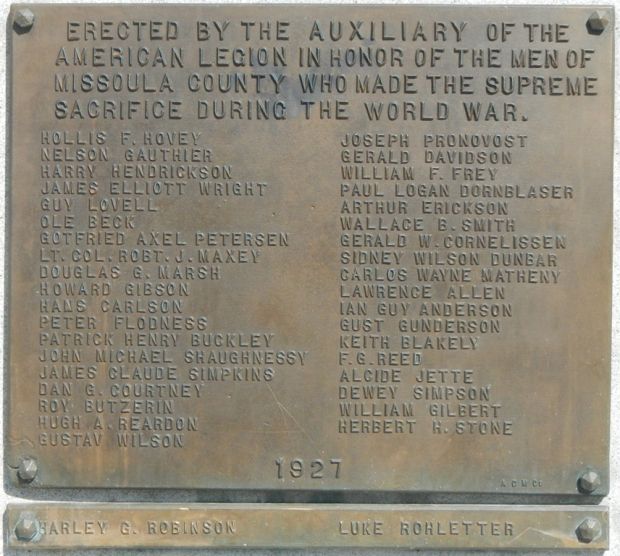 ERECTED BY THE AUXILIARY OF THE
AMERICAN LEGION IN HONOR OF THE MEN OF
MISSOULA COUNTY WHO MADE THE SUPREME
SACRIFICE DURING THE WORLD WAR.
HOLLIS F. HOVEY
NELSON GAUTHIER
HARRY HENDRICKSON
JAMES ELLIOTT WRIGHT
GUY LOVELL
OLE BECK
GOTFRIED AXEL PETERSEN
LT. COL. ROBT. J. MAXEY
DOUGLAS G. MARSH
HOWARD GIBSON
HANS CARLSON
PETER FLODNESS
PATRICK HENRY BUCKLEY
JOHN MICHAEL SHAUGHNESSY
JAMES CLAUDE SIMPKINS
DAN G. COURTNEY
ROY BUTZERIN
HUGH A. REARDON
GUSTAV WILSON
JOSEPH PRONOVOST
GERALD DAVIDSON
WILLIAM F. FREY
PAUL LOGAN DORNBLASER
ARTHUR ERICKSON
WALLACE B. SMITH
GERALD W. CORNELISSEN
SIDNEY WILSON DUNBAR
CARLOS WAYNE MATHENY
LAWRENCE ALLEN
IAN GUY ANDERSON
GUST GUNDERSON
KEITH BLAKELY
F. G. REED
ALCIDE JETTE
DEWEY SIMPSON
WILLIAM GILBERT
HERBERT H. STONE
1927
HARLEY G. ROBINSON
LUKE ROHLETTER